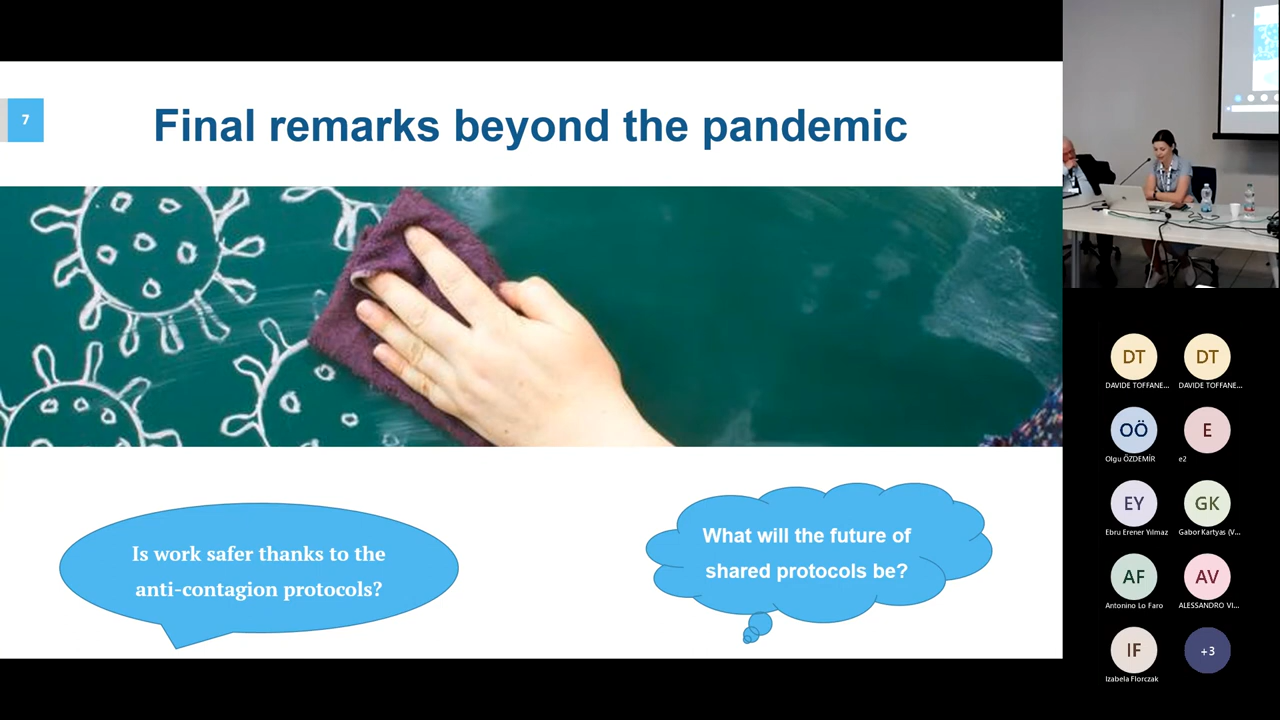 7
Final remarks beyond the pandemic
Is work safer thanks to the
anti-contagion protocols?
What will the future of
shared protocols be?
DT
DAVIDE TOFFANE...
DT
DAVIDE TOFFANE...
OÖ
Olgu ÖZDEMİR
E
e2
EY
Ebru Erener Yılmaz
GK
Gabor Kartyas (V...
AF
Antonino Lo Faro
AV
ALESSANDRO VI...
IF
Izabela Florczak
+3